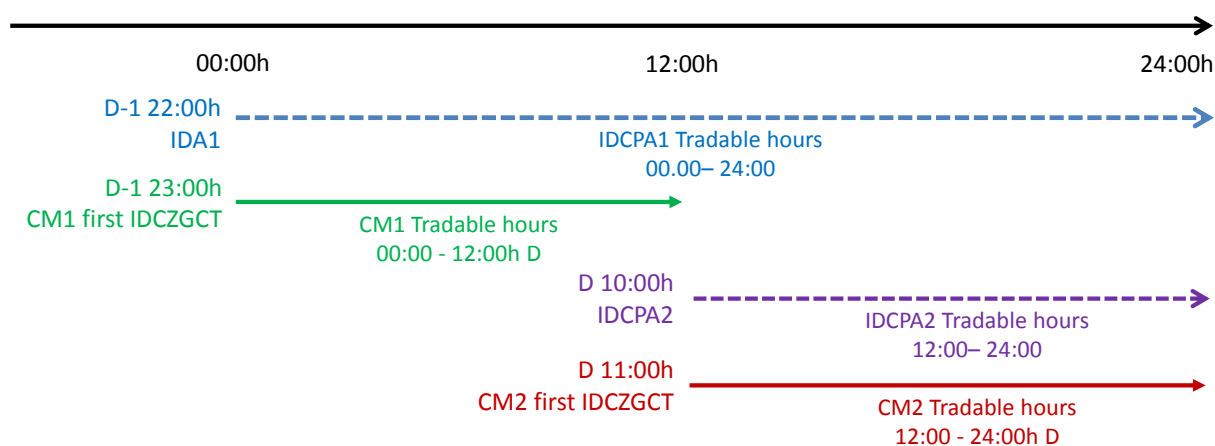 00:00h
12:00h
24:00h
D-1 22:00h
IDA1
IDCPA1 Tradable hours
00.00– 24:00
D-1 23:00h
CM1 first IDCZGCT
CM1 Tradable hours
00:00 - 12:00h D
D 10:00h
IDCPA2
IDCPA2 Tradable hours
12:00– 24:00
D 11:00h
CM2 first IDCZGCT
CM2 Tradable hours
12:00 - 24:00h D